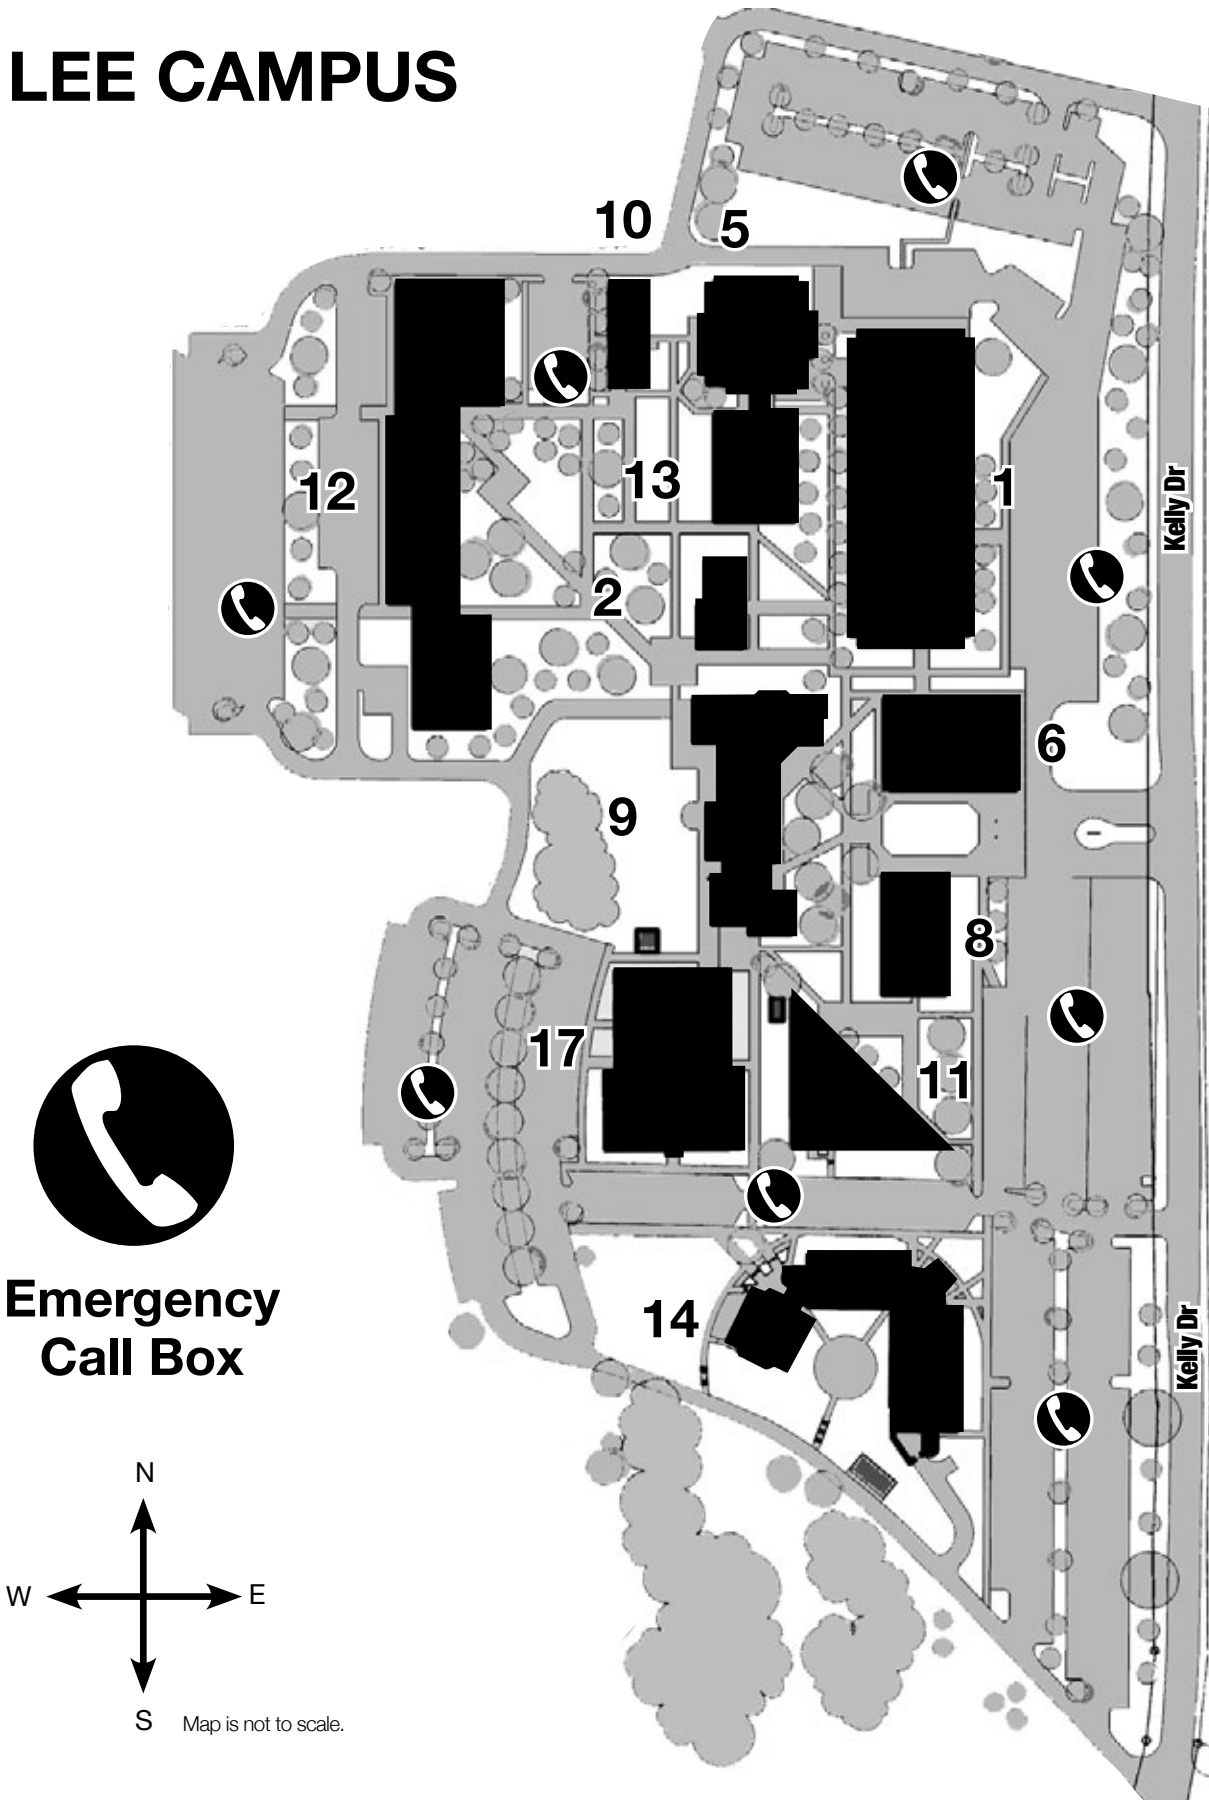 LEE CAMPUS
10
5
12
13
1
Kelly Dr
2
6
9
8
17
11
Emergency
Call Box
14
Kelly Dr
N
W
E
S
Map is not to scale.